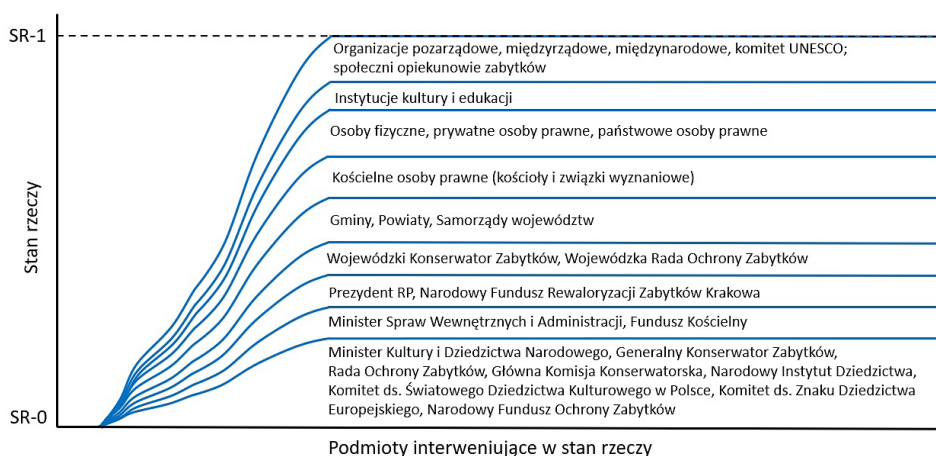 SR-1
Organizacje pozarządowe, międzyrządowe, międzynarodowe, komitet UNESCO;
społeczni opiekunowie zabytków
Instytucje kultury i edukacji
Osoby fizyczne, prywatne osoby prawne, państwowe osoby prawne
Kościelne osoby prawne (kościoły i związki wyznaniowe)
Stan rzeczy
Gminy, Powiaty, Samorządy województw
Wojewódzki Konserwator Zabytków, Wojewódzka Rada Ochrony Zabytków
Prezydent RP, Narodowy Fundusz Rewaloryzacji Zabytków Krakowa
Minister Spraw Wewnętrznych i Administracji, Fundusz Kościelny
Minister Kultury i Dziedzictwa Narodowego, Generalny Konserwator Zabytków,
Rada Ochrony Zabytków, Główna Komisja Konserwatorska, Narodowy Instytut Dziedzictwa,
Komitet ds. Światowego Dziedzictwa Kulturowego w Polsce, Komitet ds. Znaku Dziedzictwa
Europejskiego, Narodowy Fundusz Ochrony Zabytków
SR-0
Podmioty interweniujące w stan rzeczy